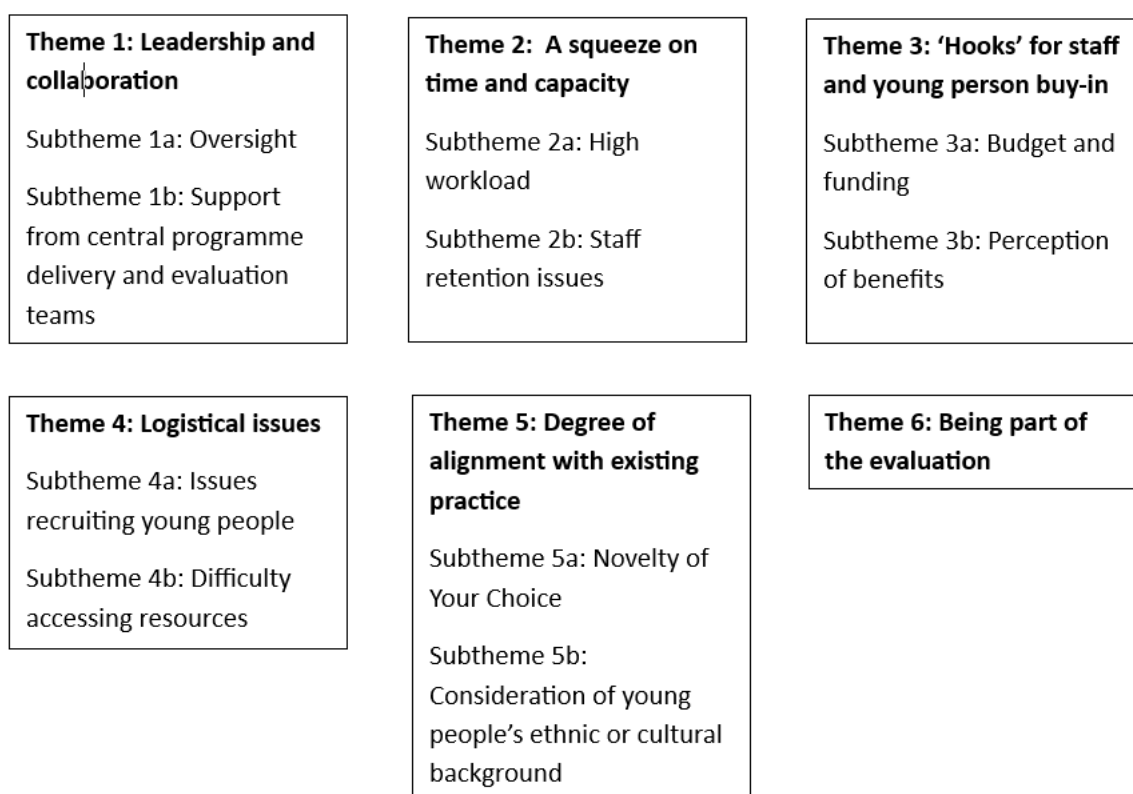 Theme 1: Leadership and
collaboration
Subtheme 1a: Oversight
Subtheme 1b: Support
from central programme
delivery and evaluation
teams
Theme 2:  A squeeze on
time and capacity
Subtheme 2a: High
workload
Subtheme 2b: Staff
retention issues
Theme 3: ‘Hooks’ for staff
and young person buy-in
Subtheme 3a: Budget and
funding
Subtheme 3b: Perception
of benefits
Theme 4: Logistical issues
Subtheme 4a: Issues
recruiting young people
Subtheme 4b: Difficulty
accessing resources
Theme 5: Degree of
alignment with existing
practice
Subtheme 5a: Novelty of
Your Choice
Subtheme 5b:
Consideration of young
people’s ethnic or cultural
background
Theme 6: Being part of
the evaluation